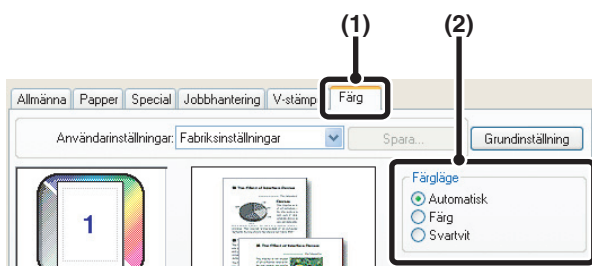 (1) (2)
Allmänna Papper Special Jobbhantering V-stämp Färg
Användarinställningar: Fabriksinställningar Spara... Grundinställning
Färgläge
Automatisk
Färg
Svartvit
1